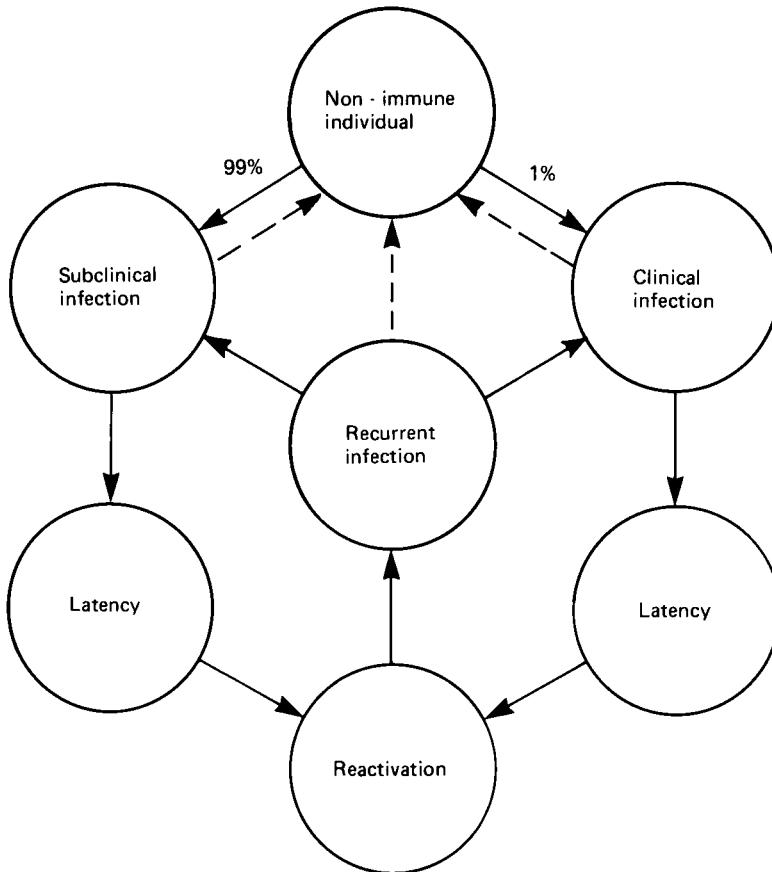 Non - immune
individual
99%
1%
Subclinical
infection
Clinical
infection
Recurrent
infection
Latency
Latency
Reactivation